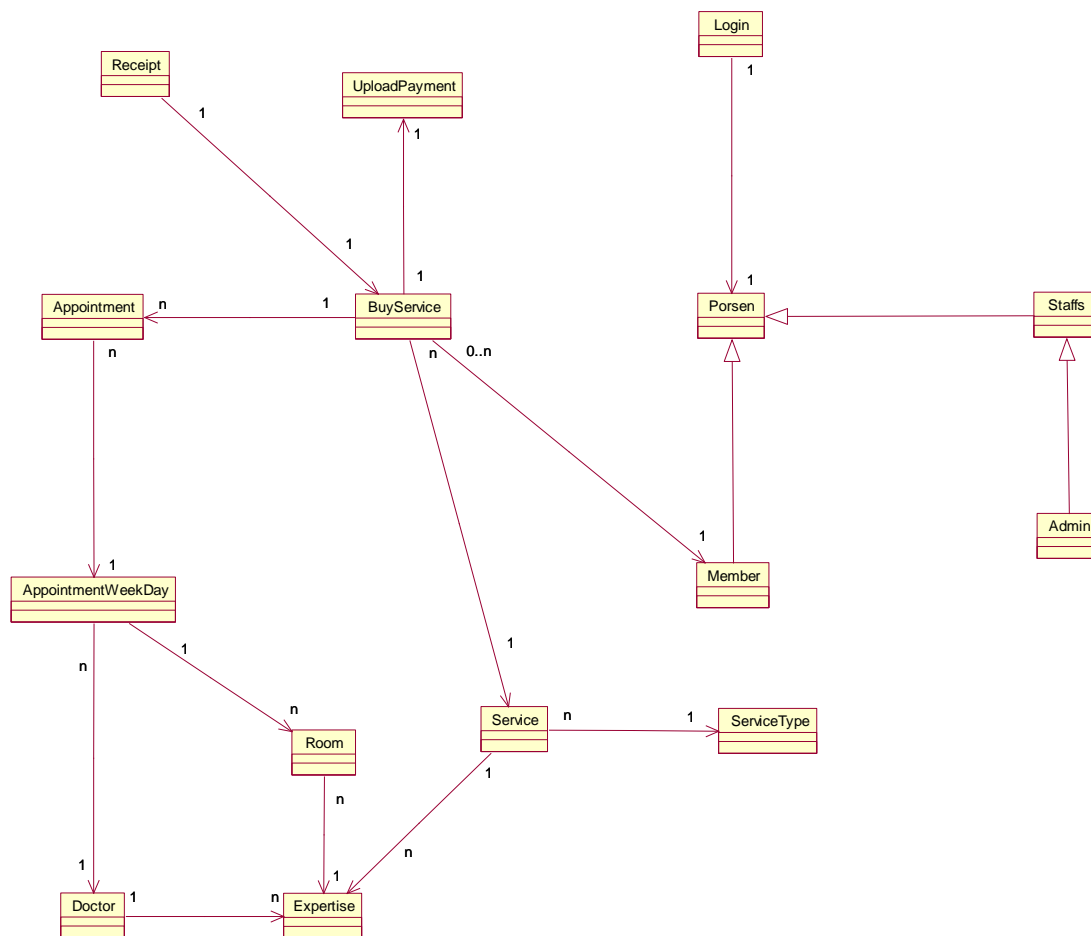 Login
Receipt
UploadPayment
1
1
1
1
1
1
1
Appointment
n
1
BuyService
Porsen
Staffs
n
n
0..n
Admin
1
1
AppointmentWeekDay
Member
1
1
n
n
Service
n
1
ServiceType
Room
1
n
n
1
1
1
n
Doctor
Expertise